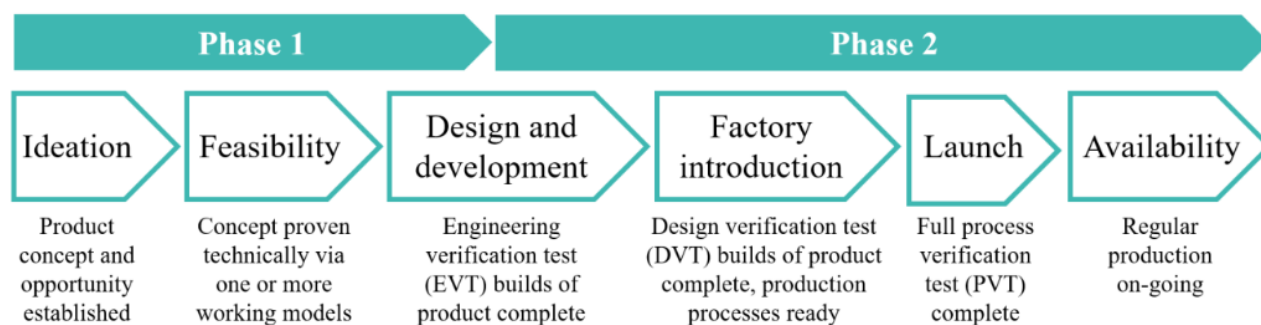 Phase 1
Phase 2
Ideation
Feasibility
Design and
development
Factory
introduction
Launch
Availability
Product
concept and
opportunity
established
Concept proven
technically via
one or more
working models
Engineering
verification test
(EVT) builds of
product complete
Design verification test
(DVT) builds of product
complete, production
processes ready
Full process
verification
test (PVT)
complete
Regular
production
on-going